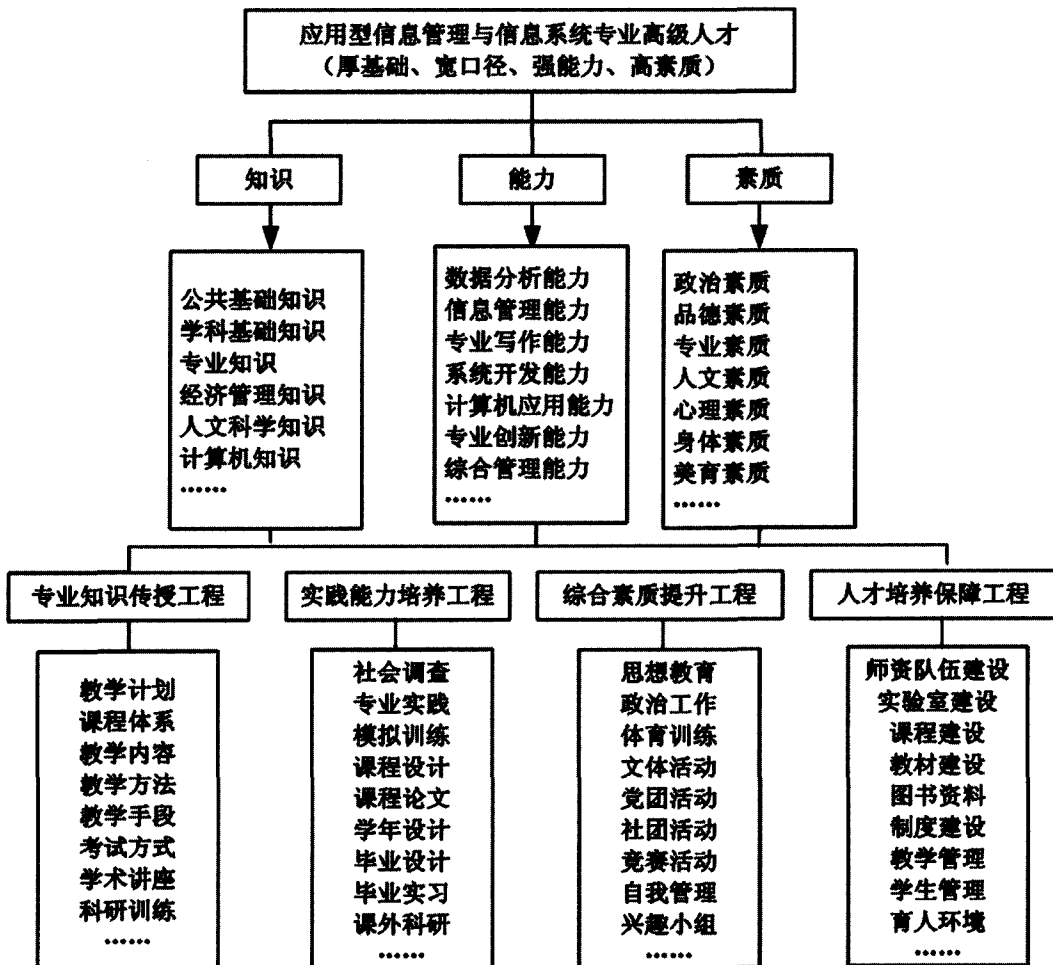 应用型信息管理与信息系统专业高级人才
（厚基础、宽口径、强能力、高素质）
知识
能力
素质
公共基础知识
学科基础知识
专业知识
经济管理知识
人文科学知识
计算机知识
……
数据分析能力
信息管理能力
专业写作能力
系统开发能力
计算机应用能力
专业创新能力
综合管理能力
……
政治素质
品德素质
专业素质
人文素质
心理素质
身体素质
美育素质
……
专业知识传授工程
实践能力培养工程
综合素质提升工程
人才培养保障工程
教学计划
课程体系
教学内容
教学方法
教学手段
考试方式
学术讲座
科研训练
……
社会调查
专业实践
模拟训练
课程设计
课程论文
学年设计
毕业设计
毕业实习
课外科研
……
思想教育
政治工作
体育训练
文体活动
党团活动
社团活动
竞赛活动
自我管理
兴趣小组
……
师资队伍建设
实验室建设
课程建设
教材建设
图书资料
制度建设
教学管理
学生管理
育人环境
……